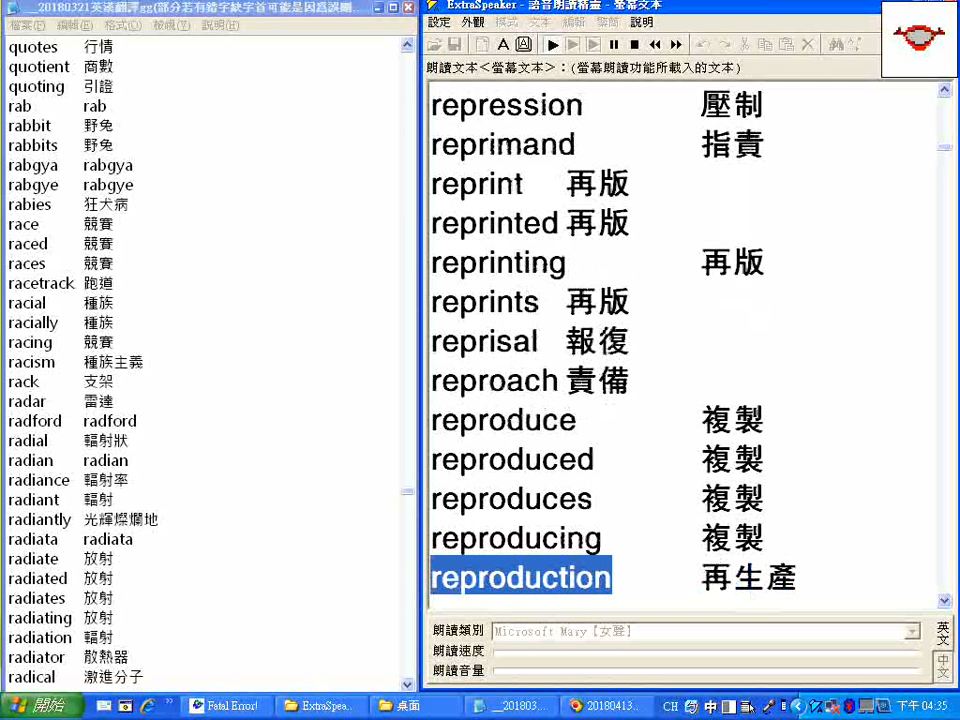 __20180321英漢翻譯gg(部分若有錯字缺字首可能是因為誤刪
檔案(F) 編輯(E) 格式(O) 檢視(V) 說明(H)
quotes 行情
quotient 商數
quoting 引證
rab rab
rabbit 野兔
rabbits 野兔
rabgya rabgya
rabgye rabgye
rabies 狂犬病
race 競賽
raced 競賽
races 競賽
racetrack 跑道
racial 種族
racially 種族
racing 競賽
racism 種族主義
rack 支架
radar 雷達
radford radford
radial 輻射狀
radian radian
radiance 輻射率
radiant 輻射
radiantly 光輝燦爛地
radiata radiata
radiate 放射
radiated 放射
radiates 放射
radiating 放射
radiation 輻射
radiator 散熱器
radical 激進分子
ExtraSpeaker - 語音朗讀精靈 - 螢幕文本
設定 外觀 模式 文本 編輯 繁簡 說明
朗讀文本<螢幕文本>：(螢幕朗讀功能所載入的文本)
repression 壓制
reprimand 指責
reprint 再版
reprinted 再版
reprinting 再版
reprints 再版
reprisal 報復
reproach 責備
reproduce 複製
reproduced 複製
reproduces 複製
reproducing 複製
reproduction 再生產
朗讀類別 Microsoft Mary【女聲】
朗讀速度
朗讀音量
英文
中文
開始 Fatal Error! ExtraSpea... 桌面 __201803... 20180413... CH 中 下午 04:35